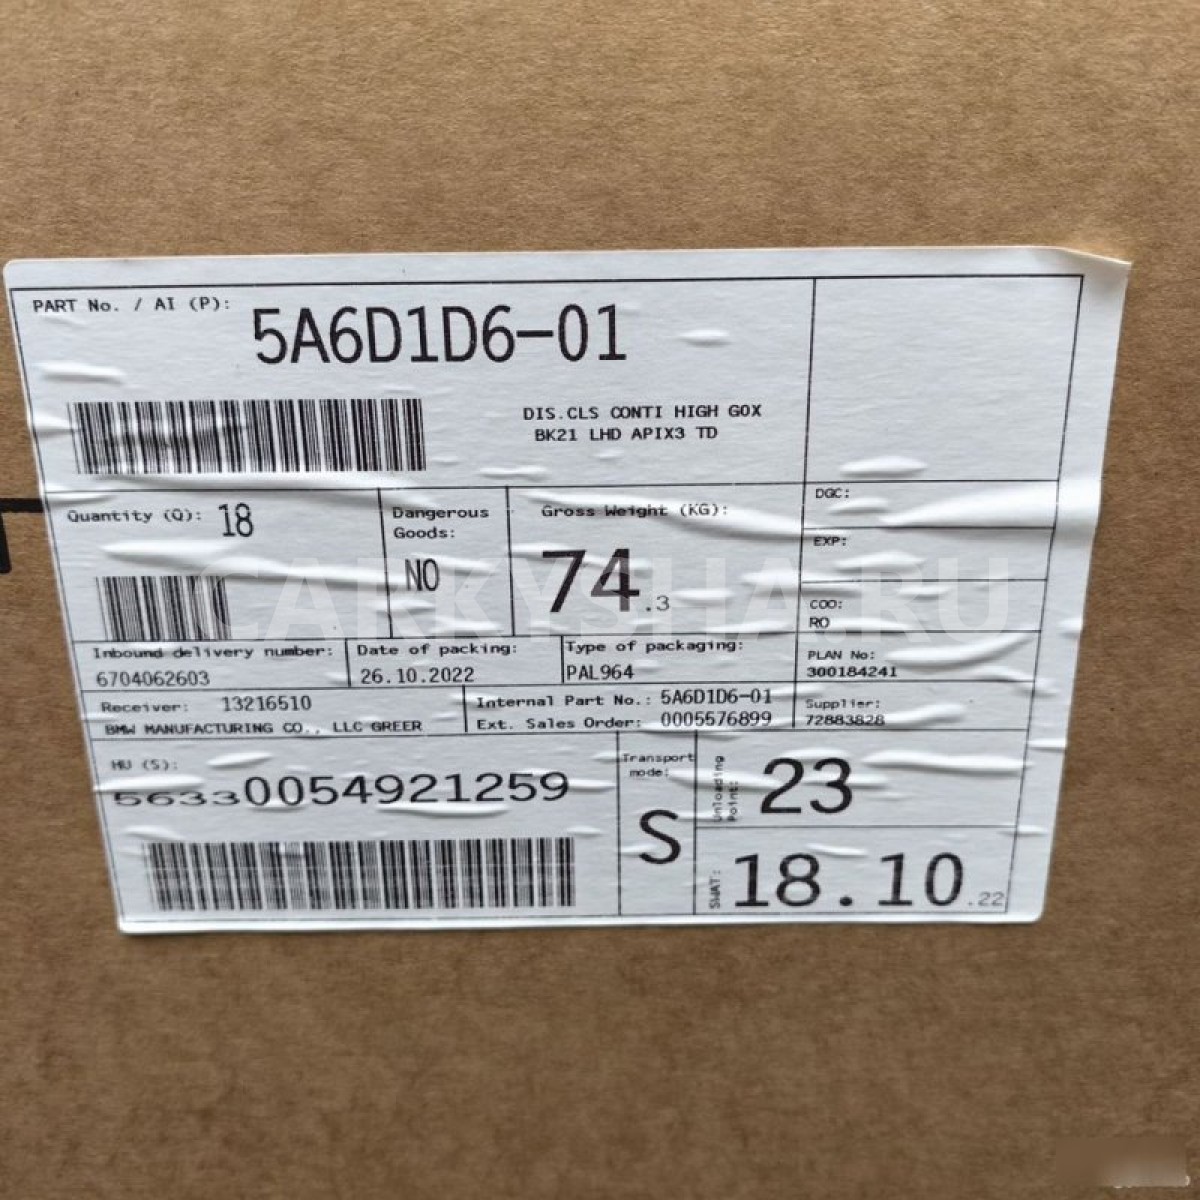 PART No. / AI (P):
5A6D1D6-01
DIS.CLS CONTI HIGH GOX
BK21 LHD APIX3 TD
Quantity (Q): 18
Dangerous
Goods:
NO
Gross Weight (KG):
74.3
DGC:
EXP:
COO:
RO
Inbound delivery number:
6704062603
Date of packing:
26.10.2022
Type of packaging:
PAL964
PLAN No:
300184241
Receiver: 13216510
BMW MANUFACTURING CO., LLC GREER
Internal Part No.: 5A6D1D6-01
Ext. Sales Order: 0005576899
Supplier:
72883828
HU (S):
56330054921259
Transport
mode:
S
Unloading
Point:
23
SWAT:
18.10.22
CARKYSHA.RU